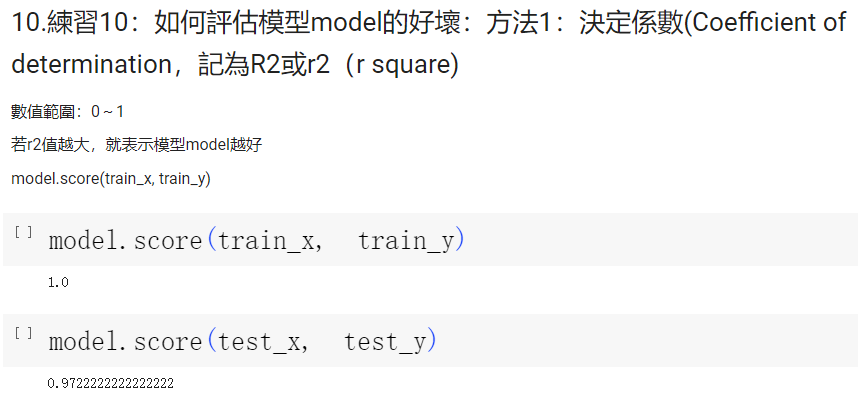 10.練習10：如何評估模型model的好壞：方法1：決定係數(Coefficient of
determination，記為R2或r2（r square)
數值範圍：0 ~ 1
若r2值越大，就表示模型model越好
model.score(train_x, train_y)
[ ] model.score(train_x,  train_y)
1.0
[ ] model.score(test_x,  test_y)
0.9722222222222222